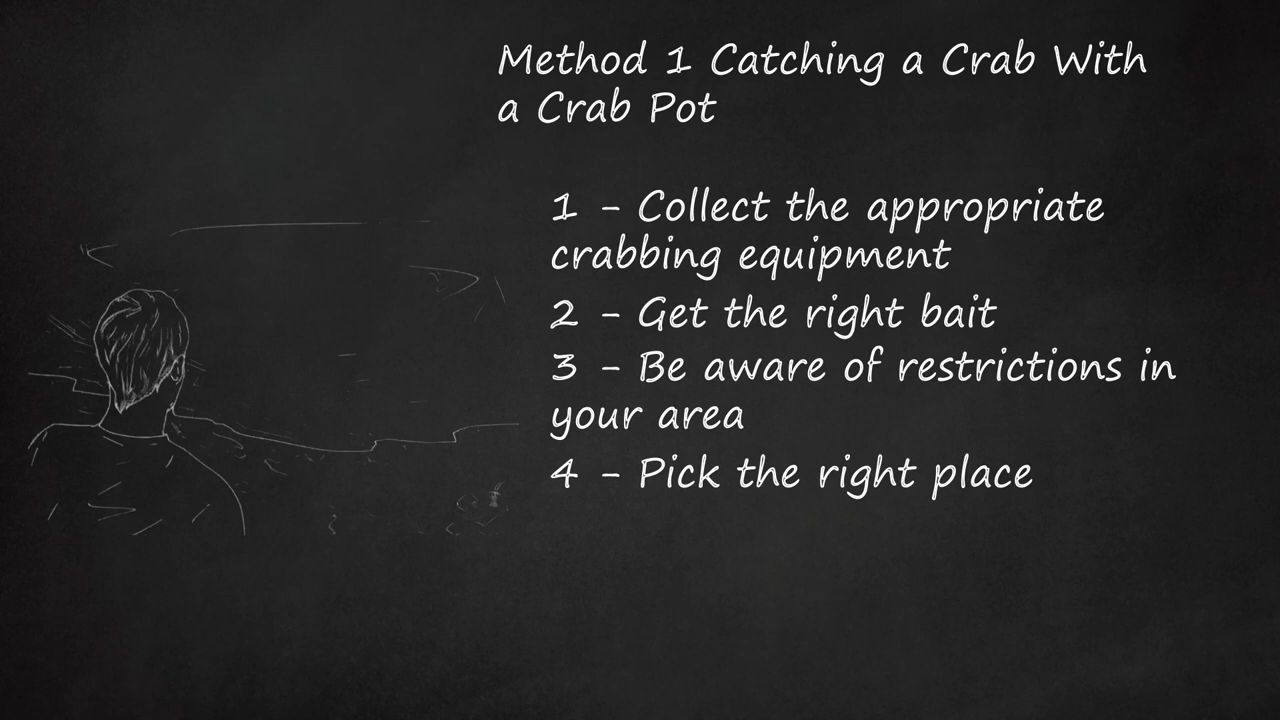 Method 1 Catching a Crab With
a Crab Pot
1 - Collect the appropriate
crabbing equipment
2 - Get the right bait
3 - Be aware of restrictions in
your area
4 - Pick the right place